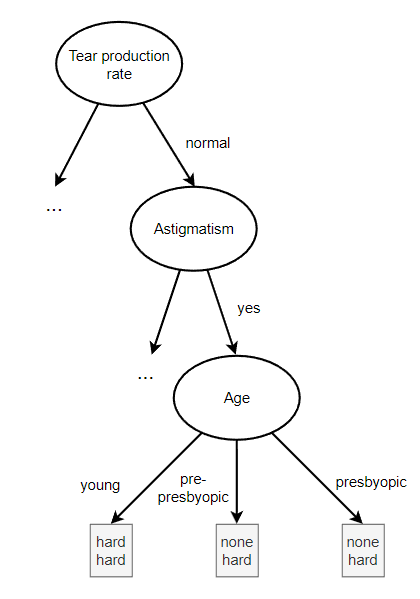 Tear production
rate
normal
...
Astigmatism
yes
...
Age
young
pre-
presbyopic
presbyopic
hard
hard
none
hard
none
hard